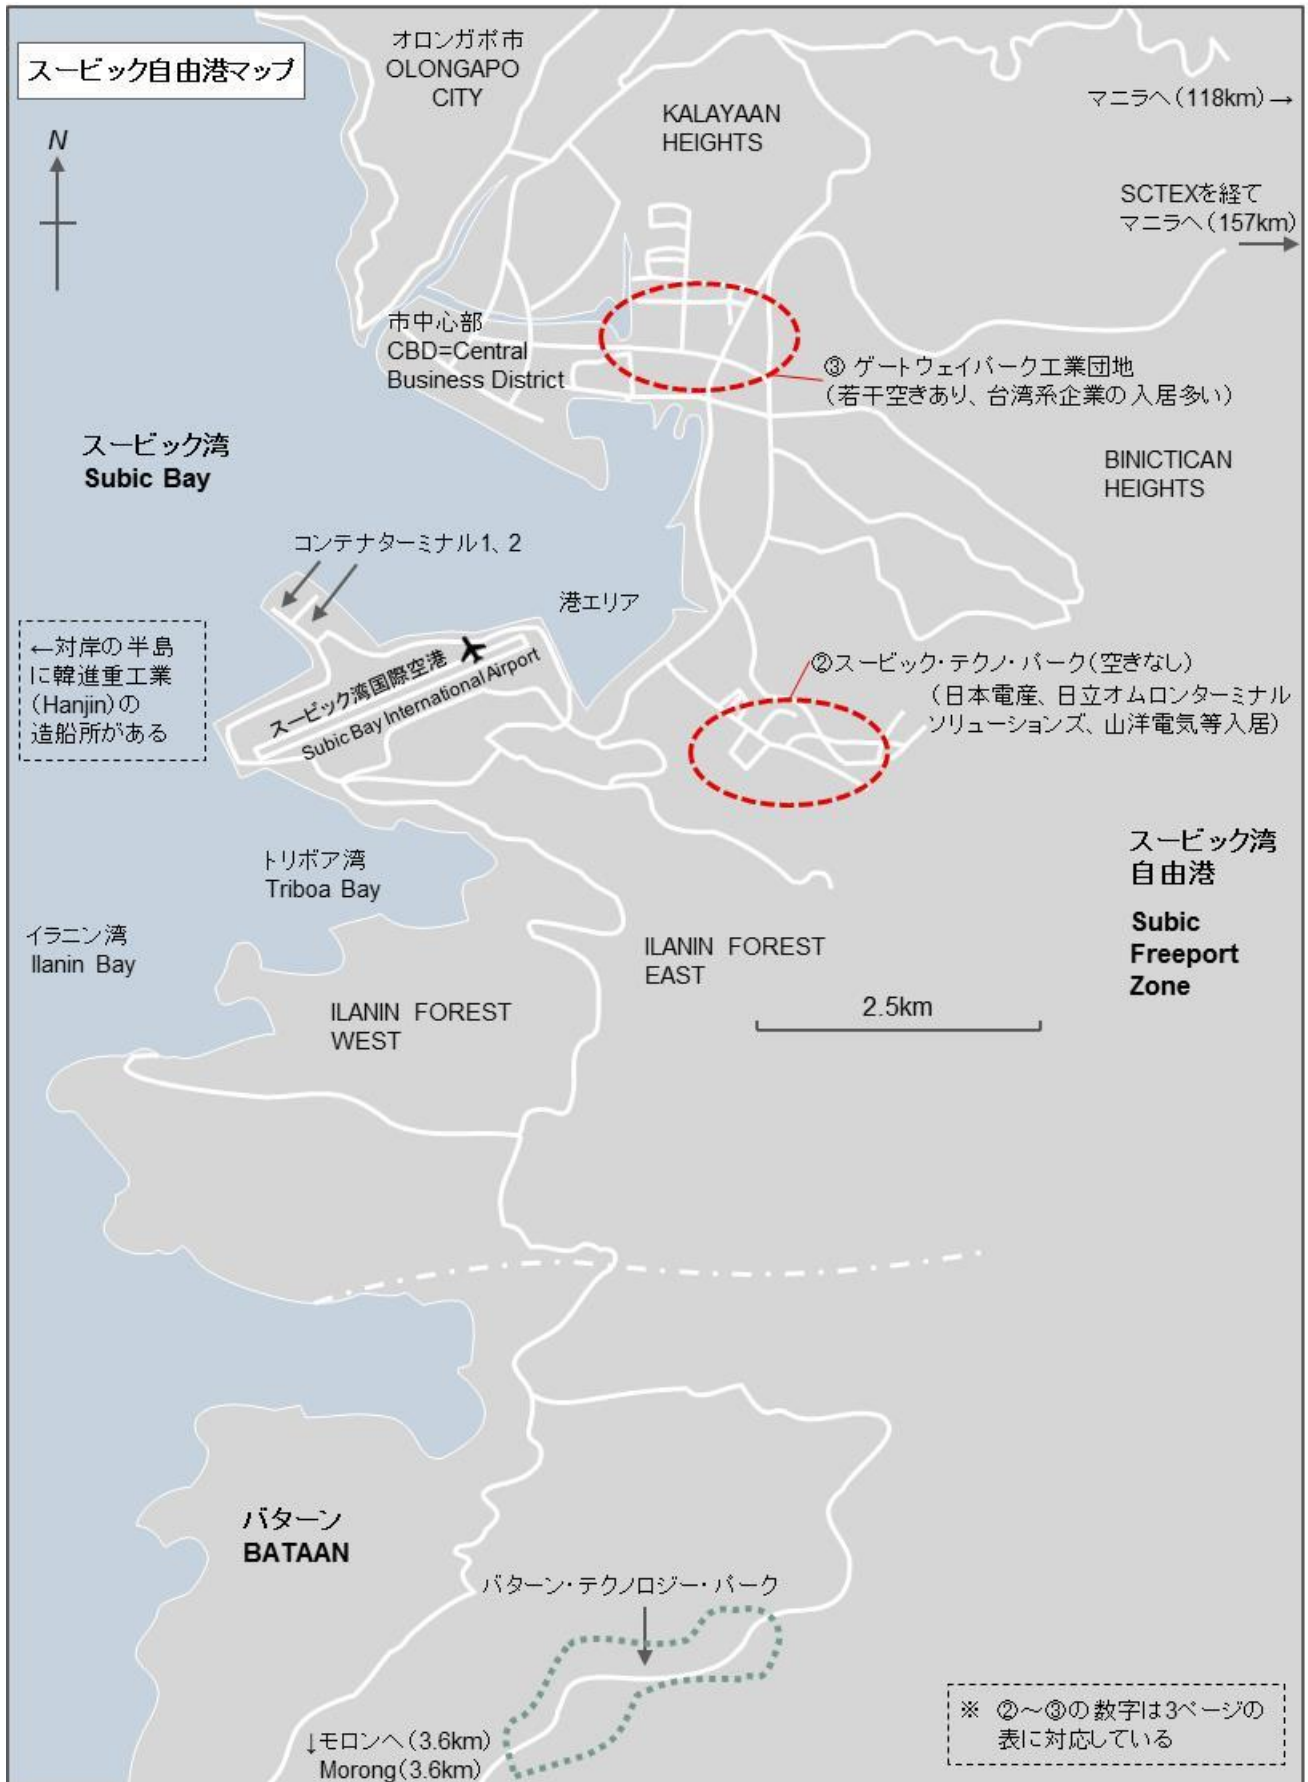 スービック自由港マップ
オロンガポ市
OLONGAPO
CITY
KALAYAAN
HEIGHTS
マニラへ(118km)→
N
SCTEXを経て
マニラへ(157km)
市中心部
CBD=Central
Business District
③ ゲートウェイパーク工業団地
(若干空きあり、台湾系企業の入居多い)
スービック湾
Subic Bay
BINICTICAN
HEIGHTS
コンテナターミナル1、2
港エリア
←対岸の半島
に韓進重工業
(Hanjin)の
造船所がある
スービック湾国際空港
Subic Bay International Airport
②スービック・テクノ・パーク(空きなし)
(日本電産、日立オムロンターミナル
ソリューションズ、山洋電気等入居)
トリボア湾
Triboa Bay
スービック湾
自由港
Subic
Freeport
Zone
イラニン湾
Ilanin Bay
ILANIN FOREST
EAST
ILANIN FOREST
WEST
2.5km
バターン
BATAAN
バターン・テクノロジー・パーク
↓モロンへ(3.6km)
Morong(3.6km)
※ ②～③の数字は3ページの
表に対応している